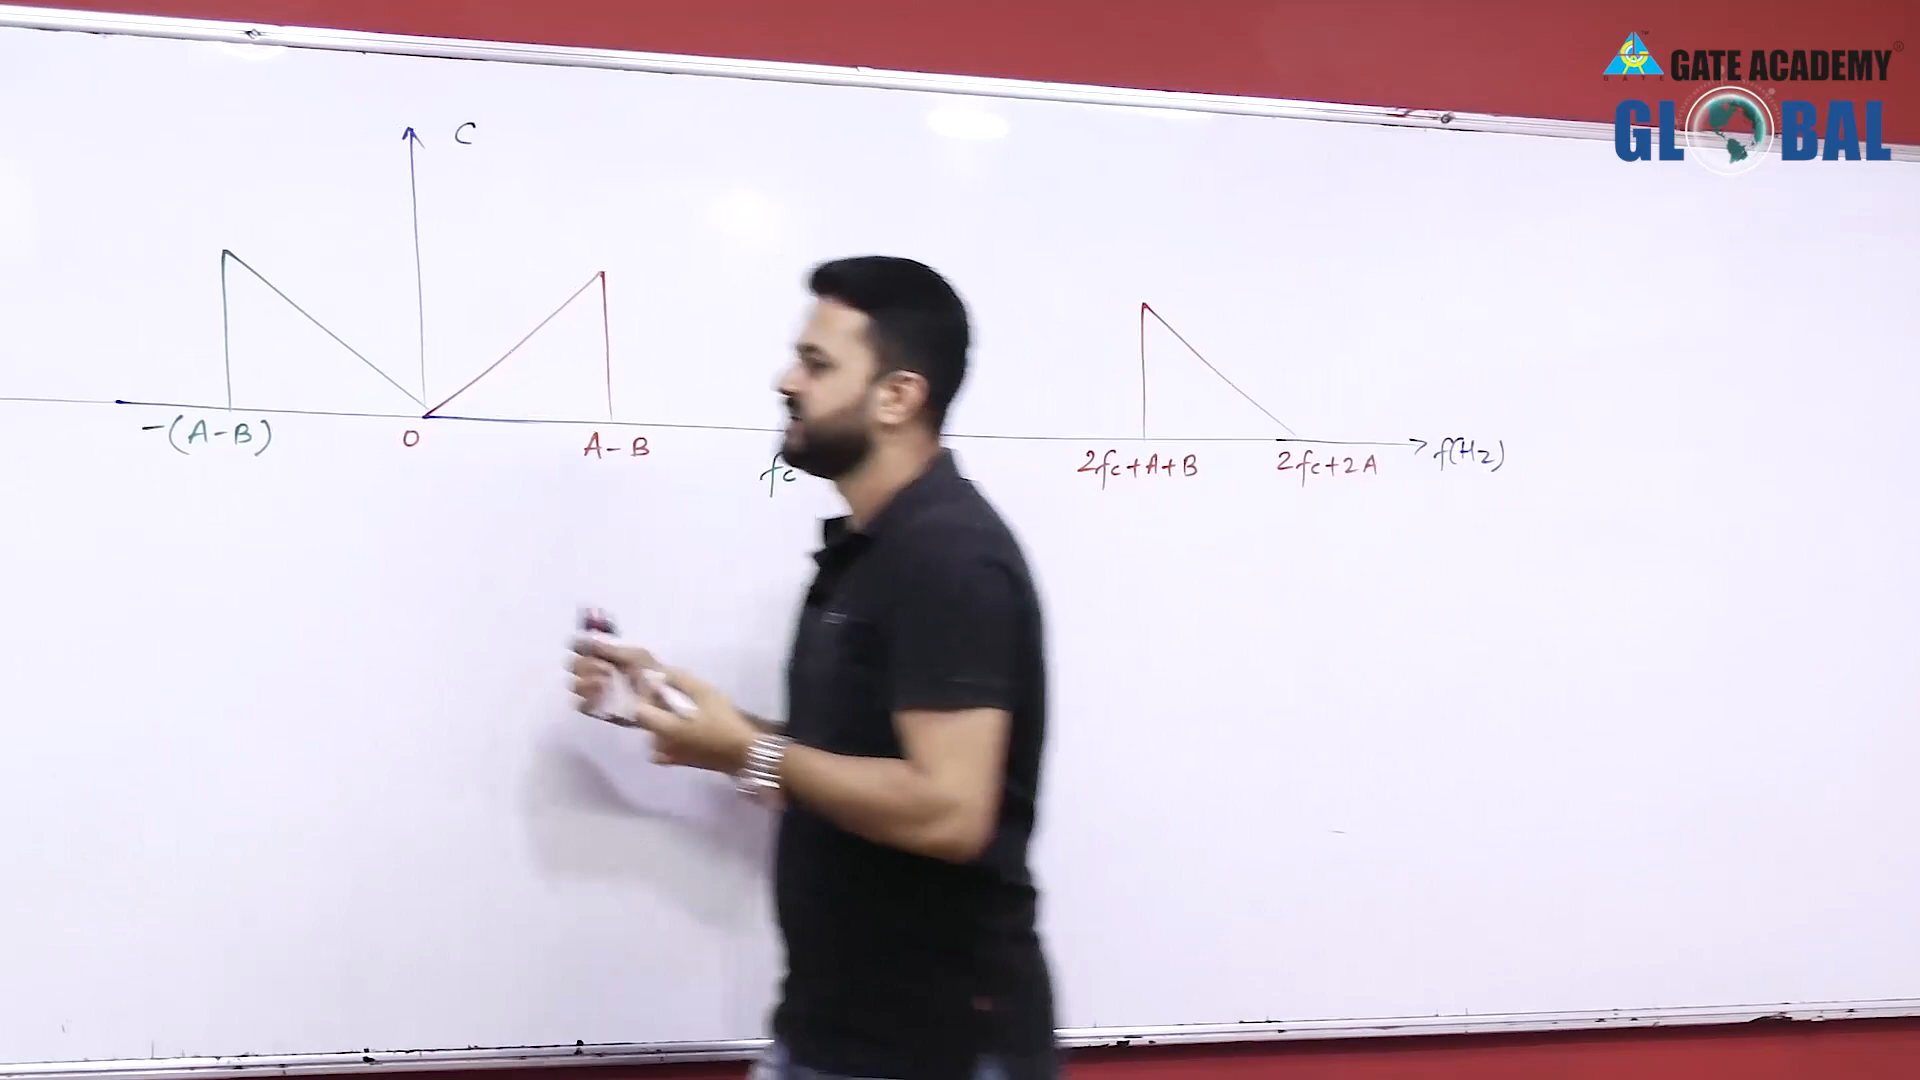 GATE ACADEMY
GLOBAL
C
-(A-B)
0
A-B
fc
2fc+A+B
2fc+2A
f(Hz)